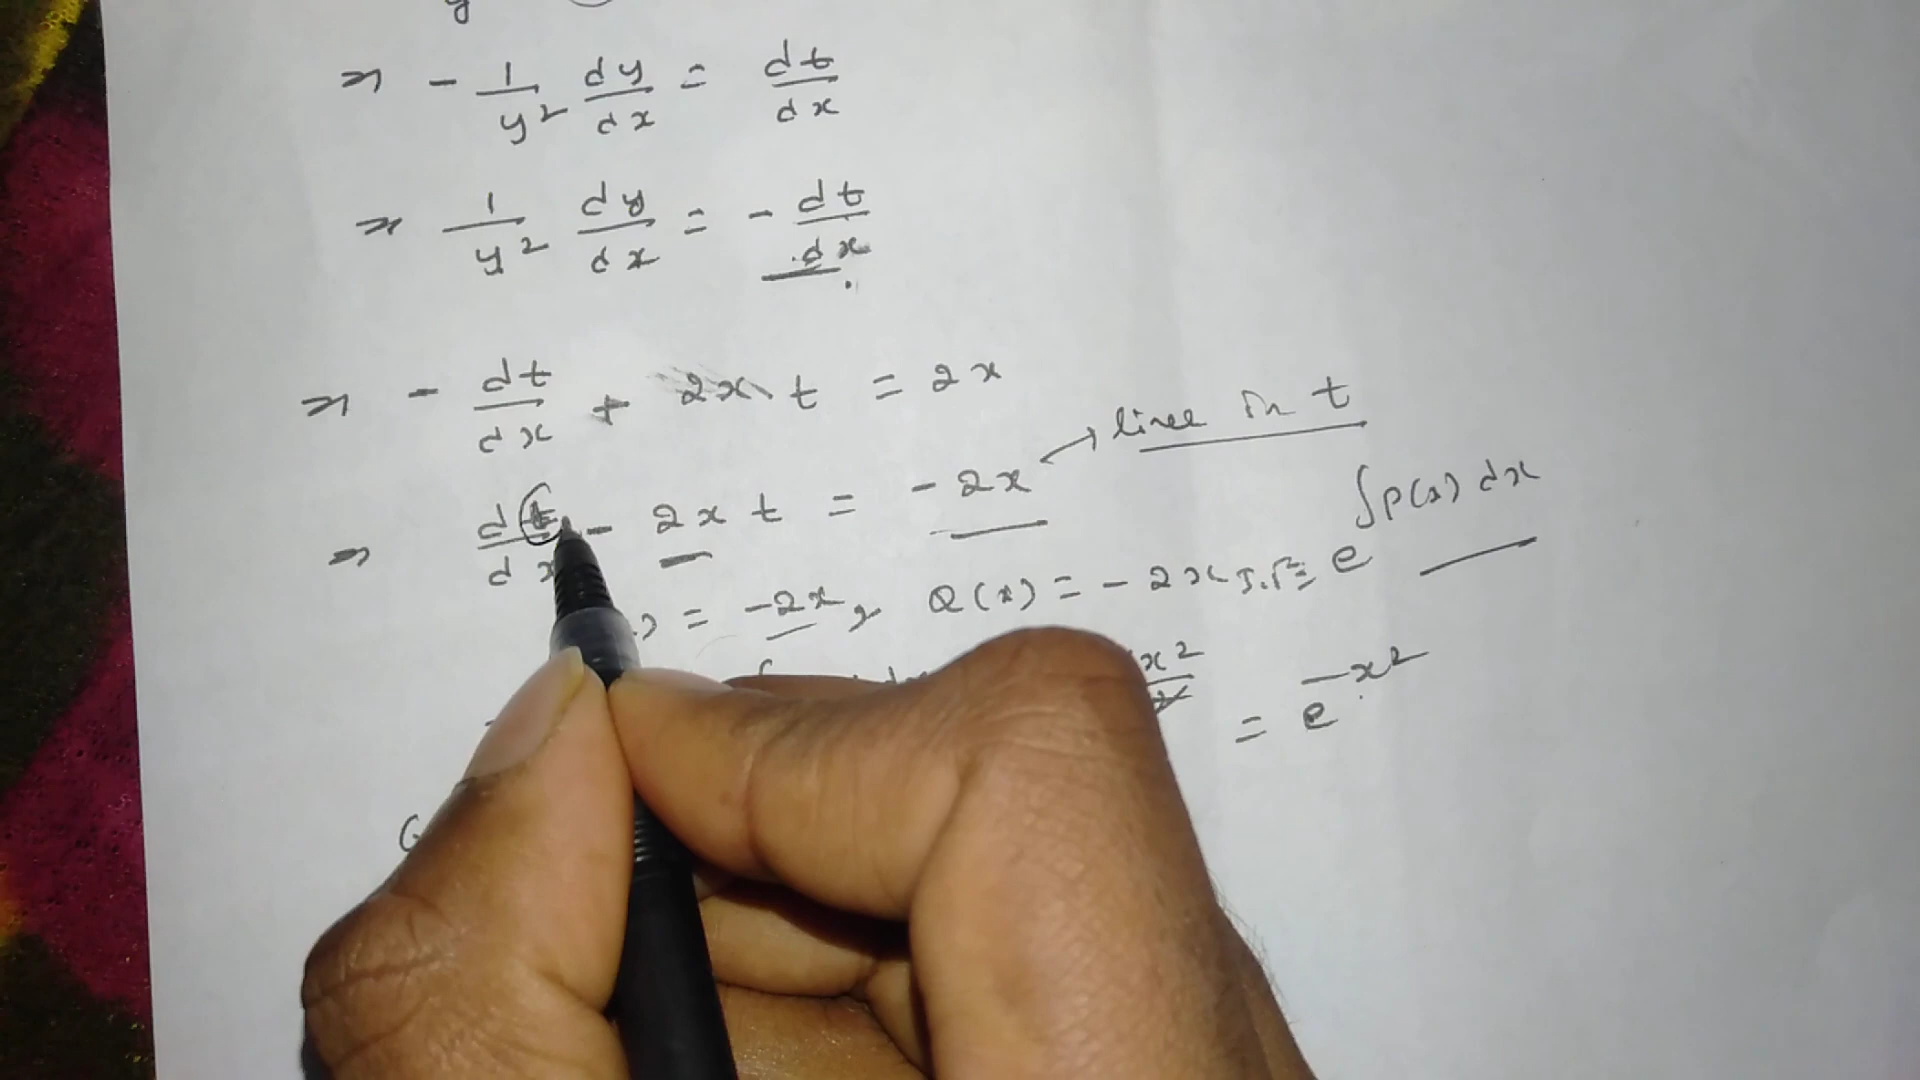 y
⇒ - 1/y² dy/dx = dt/dx
⇒ 1/y² dy/dx = - dt/dx
⇒ - dt/dx + 2x . t = 2x
⇒ dt/dx - 2x t = - 2x → in t
) = -2x, Q(x) = - 2x I.F = e^∫P(x) dx
x² = e^-x²